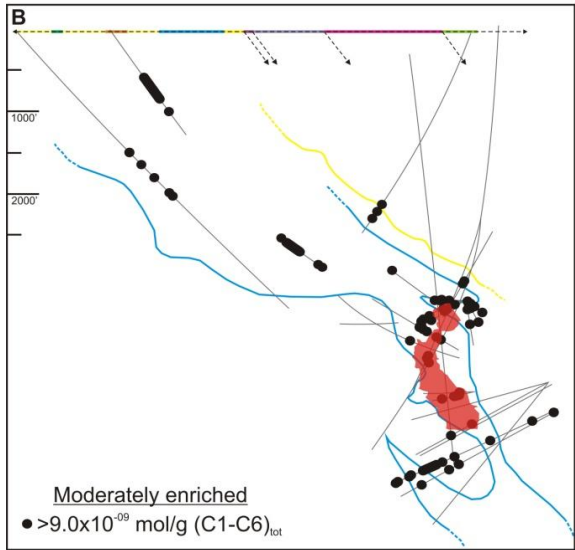 B
1000'
2000'
Moderately enriched
>9.0x10⁻⁰⁹ mol/g (C1-C6)tot